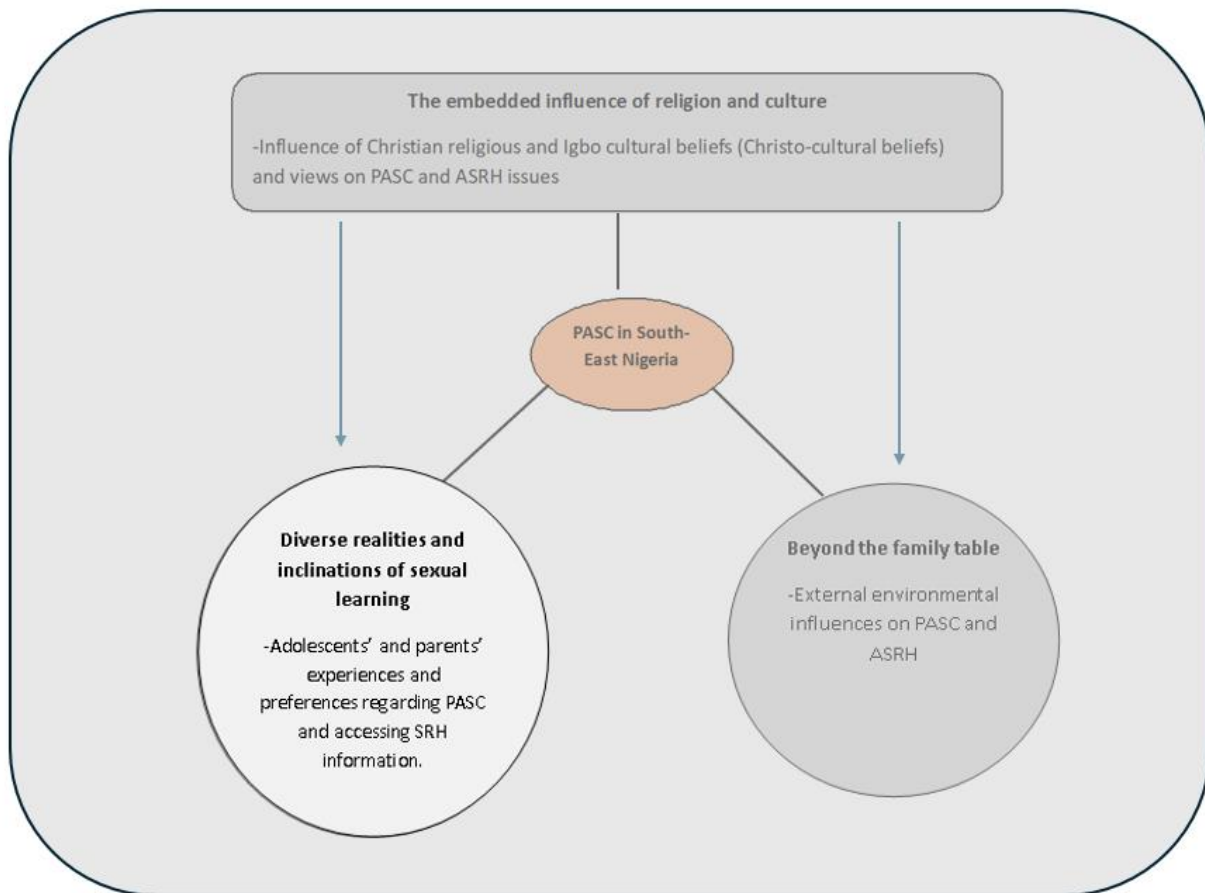 The embedded influence of religion and culture
-Influence of Christian religious and Igbo cultural beliefs (Christo-cultural beliefs)
and views on PASC and ASRH issues
PASC in South-
East Nigeria
Diverse realities and
inclinations of sexual
learning
-Adolescents’ and parents’
experiences and
preferences regarding PASC
and accessing SRH
information.
Beyond the family table
-External environmental
influences on PASC and
ASRH